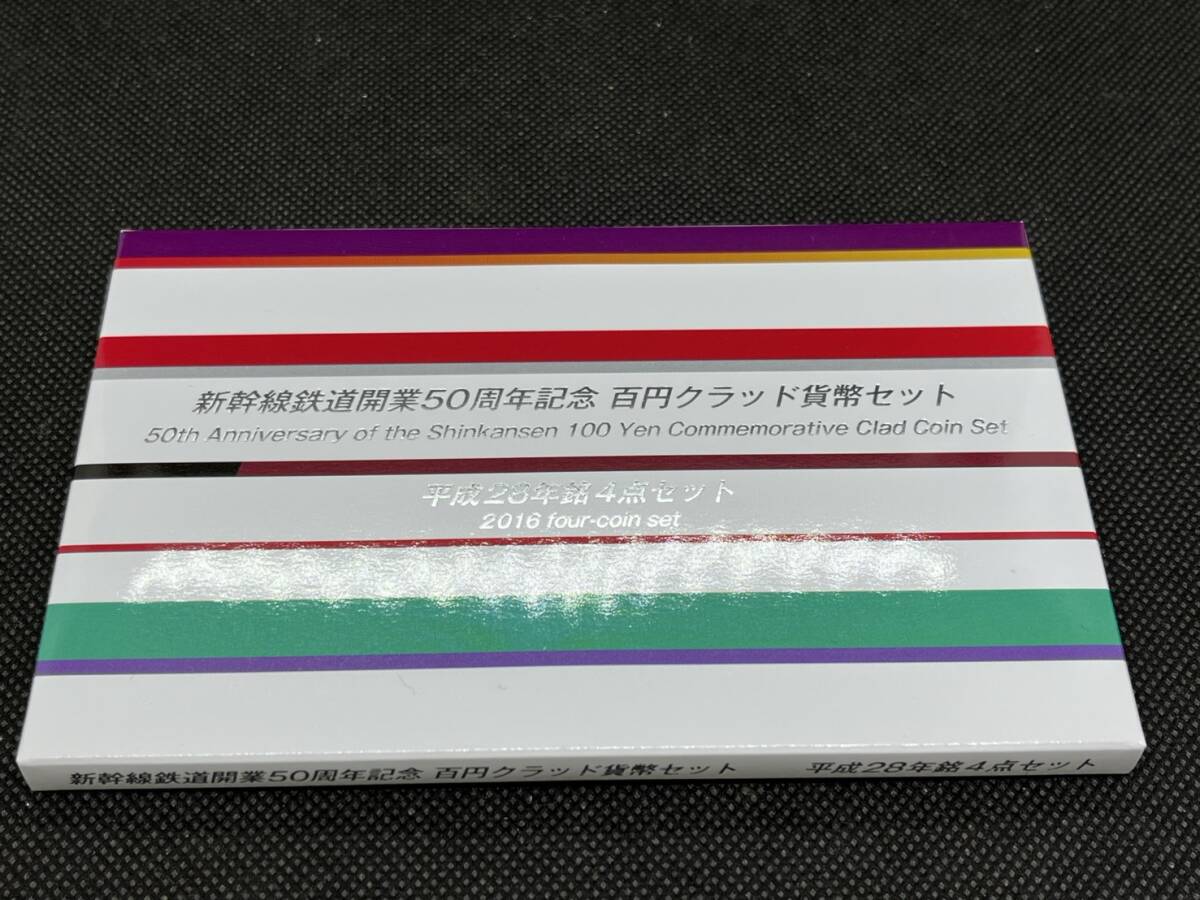 新幹線鉄道開業50周年記念 百円クラッド貨幣セット
50th Anniversary of the Shinkansen 100 Yen Commemorative Clad Coin Set
平成28年銘4点セット
2016 four-coin set
新幹線鉄道開業50周年記念 百円クラッド貨幣セット 平成28年銘4点セット